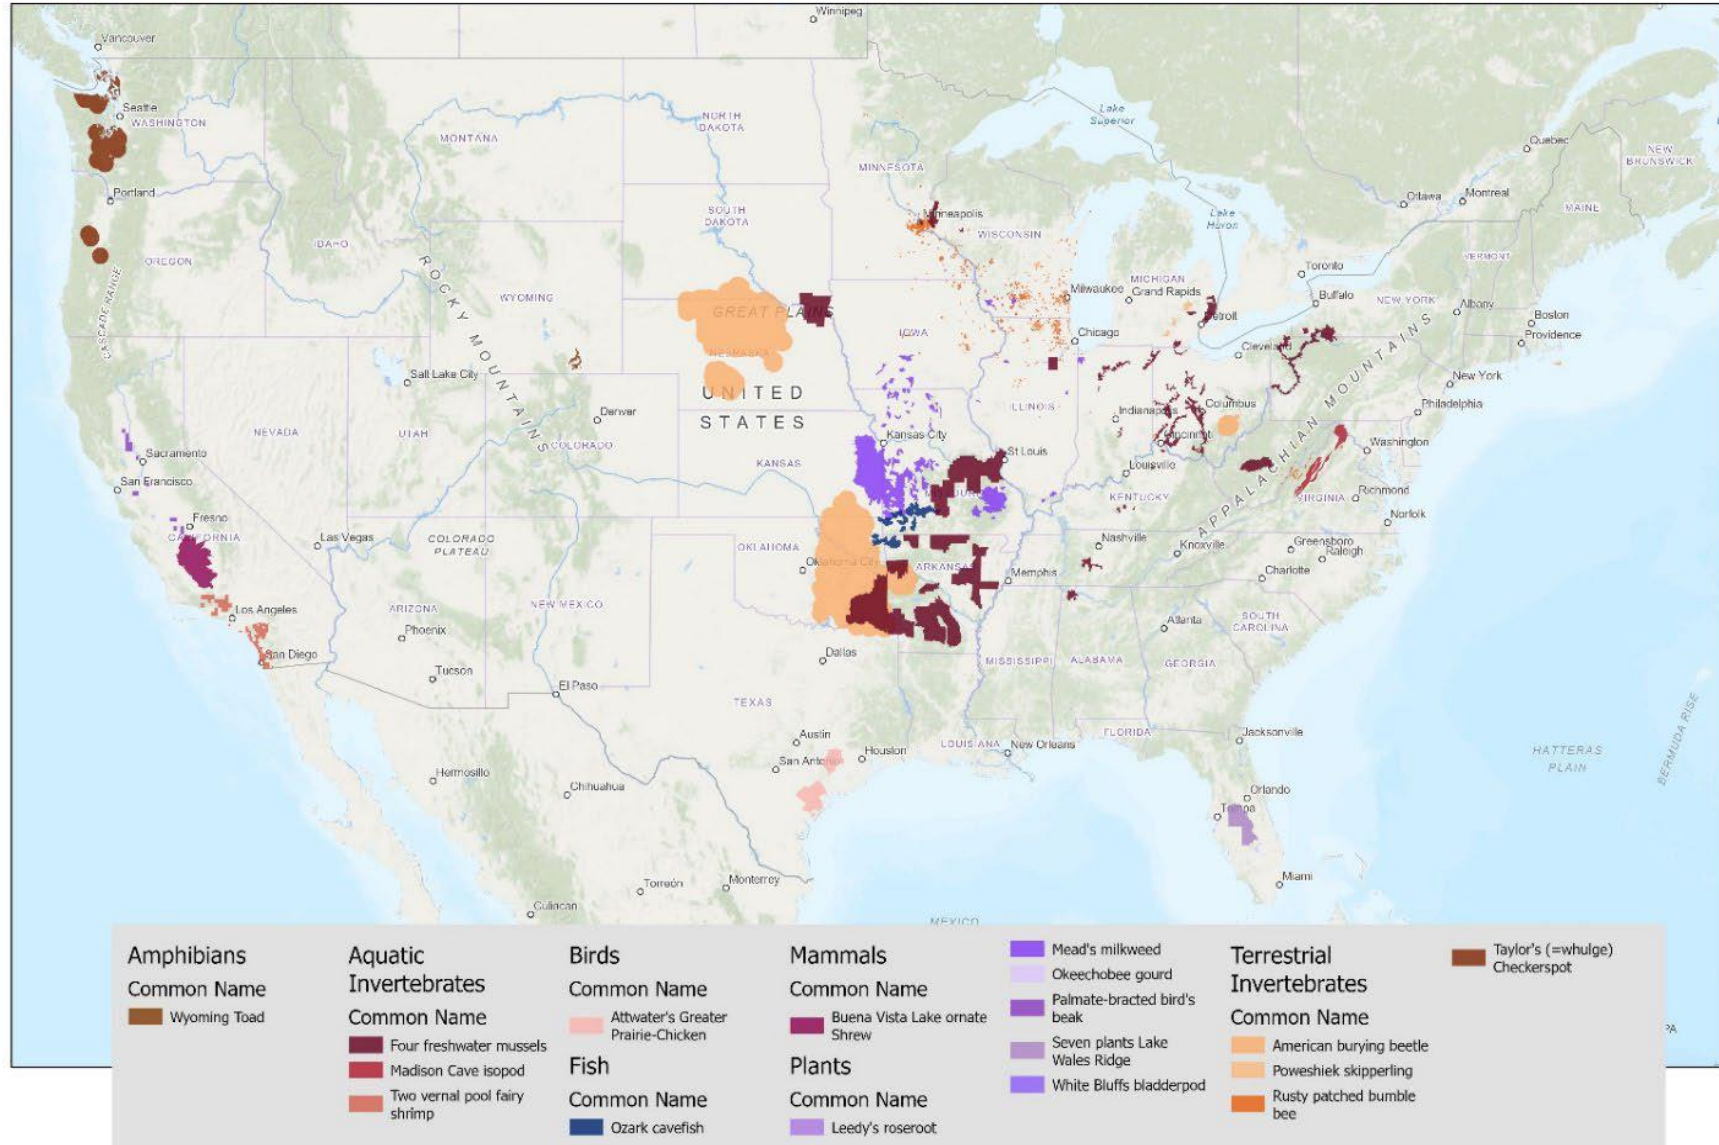 Winnipeg
Vancouver
Seattle
WASHINGTON
Portland
OREGON
CASCADE RANGE
MONTANA
IDAHO
NORTH
DAKOTA
SOUTH
DAKOTA
MINNESOTA
Minneapolis
Lake
Superior
WISCONSIN
Lake
Huron
MICHIGAN
Milwaukee
Grand Rapids
Detroit
Toronto
Ottawa
Montreal
Quebec
NEW
BRUNSWICK
MAINE
VERMONT
Buffalo
NEW YORK
Albany
Boston
Providence
WYOMING
ROCKY MOUNTAINS
GREAT PLAINS
NEBRASKA
IOWA
Chicago
Cleveland
New York
Philadelphia
APPALACHIAN MOUNTAINS
Salt Lake City
Denver
UNITED
STATES
ILLINOIS
Indianapolis
Columbus
Cincinnati
Washington
NEVADA
UTAH
COLORADO
KANSAS
Kansas City
St Louis
MISSOURI
Louisville
KENTUCKY
VIRGINIA
Richmond
Norfolk
Sacramento
San Francisco
Fresno
CALIFORNIA
Las Vegas
COLORADO
PLATEAU
OKLAHOMA
Oklahoma City
ARKANSAS
Memphis
Nashville
Knoxville
Greensboro
Raleigh
Charlotte
Los Angeles
San Diego
ARIZONA
Phoenix
Tucson
NEW MEXICO
El Paso
Dallas
TEXAS
MISSISSIPPI
ALABAMA
Atlanta
GEORGIA
SOUTH
CAROLINA
Austin
San Antonio
Houston
LOUISIANA
New Orleans
FLORIDA
Jacksonville
Orlando
Tampa
Miami
HATTERAS
PLAIN
BERMUDA RISE
Hermosillo
Chihuahua
Torreón
Monterrey
Culiacan
MEXICO
PA
Amphibians
Common Name
Wyoming Toad
Aquatic
Invertebrates
Common Name
Four freshwater mussels
Madison Cave isopod
Two vernal pool fairy
shrimp
Birds
Common Name
Attwater's Greater
Prairie-Chicken
Fish
Common Name
Ozark cavefish
Mammals
Common Name
Buena Vista Lake ornate
Shrew
Plants
Common Name
Leedy's roseroot
Mead's milkweed
Okeechobee gourd
Palmate-bracted bird's
beak
Seven plants Lake
Wales Ridge
White Bluffs bladderpod
Terrestrial
Invertebrates
Common Name
American burying beetle
Poweshiek skipperling
Rusty patched bumble
bee
Taylor's (=whulge)
Checkerspot